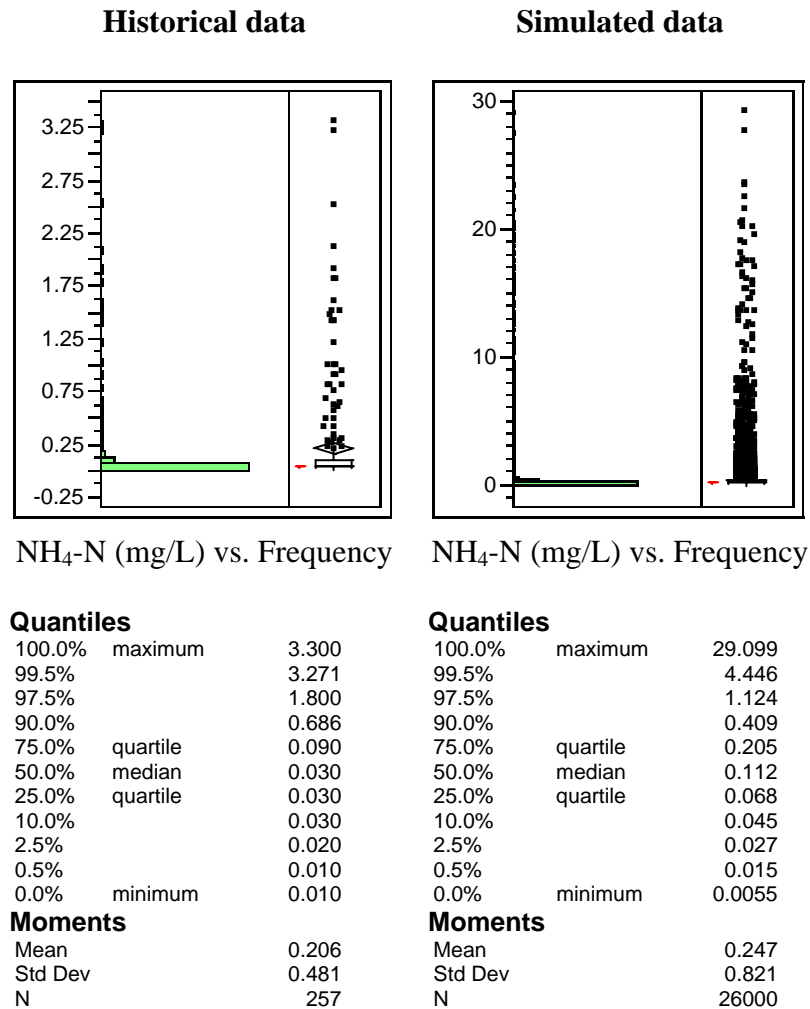 Historical data
3.25
2.75
2.25
1.75
1.25
0.75
0.25
-0.25
NH₄-N (mg/L) vs. Frequency
Quantiles
100.0% maximum 3.300
99.5% 3.271
97.5% 1.800
90.0% 0.686
75.0% quartile 0.090
50.0% median 0.030
25.0% quartile 0.030
10.0% 0.030
2.5% 0.020
0.5% 0.010
0.0% minimum 0.010
Moments
Mean 0.206
Std Dev 0.481
N 257
Simulated data
30
20
10
0
NH₄-N (mg/L) vs. Frequency
Quantiles
100.0% maximum 29.099
99.5% 4.446
97.5% 1.124
90.0% 0.409
75.0% quartile 0.205
50.0% median 0.112
25.0% quartile 0.068
10.0% 0.045
2.5% 0.027
0.5% 0.015
0.0% minimum 0.0055
Moments
Mean 0.247
Std Dev 0.821
N 26000